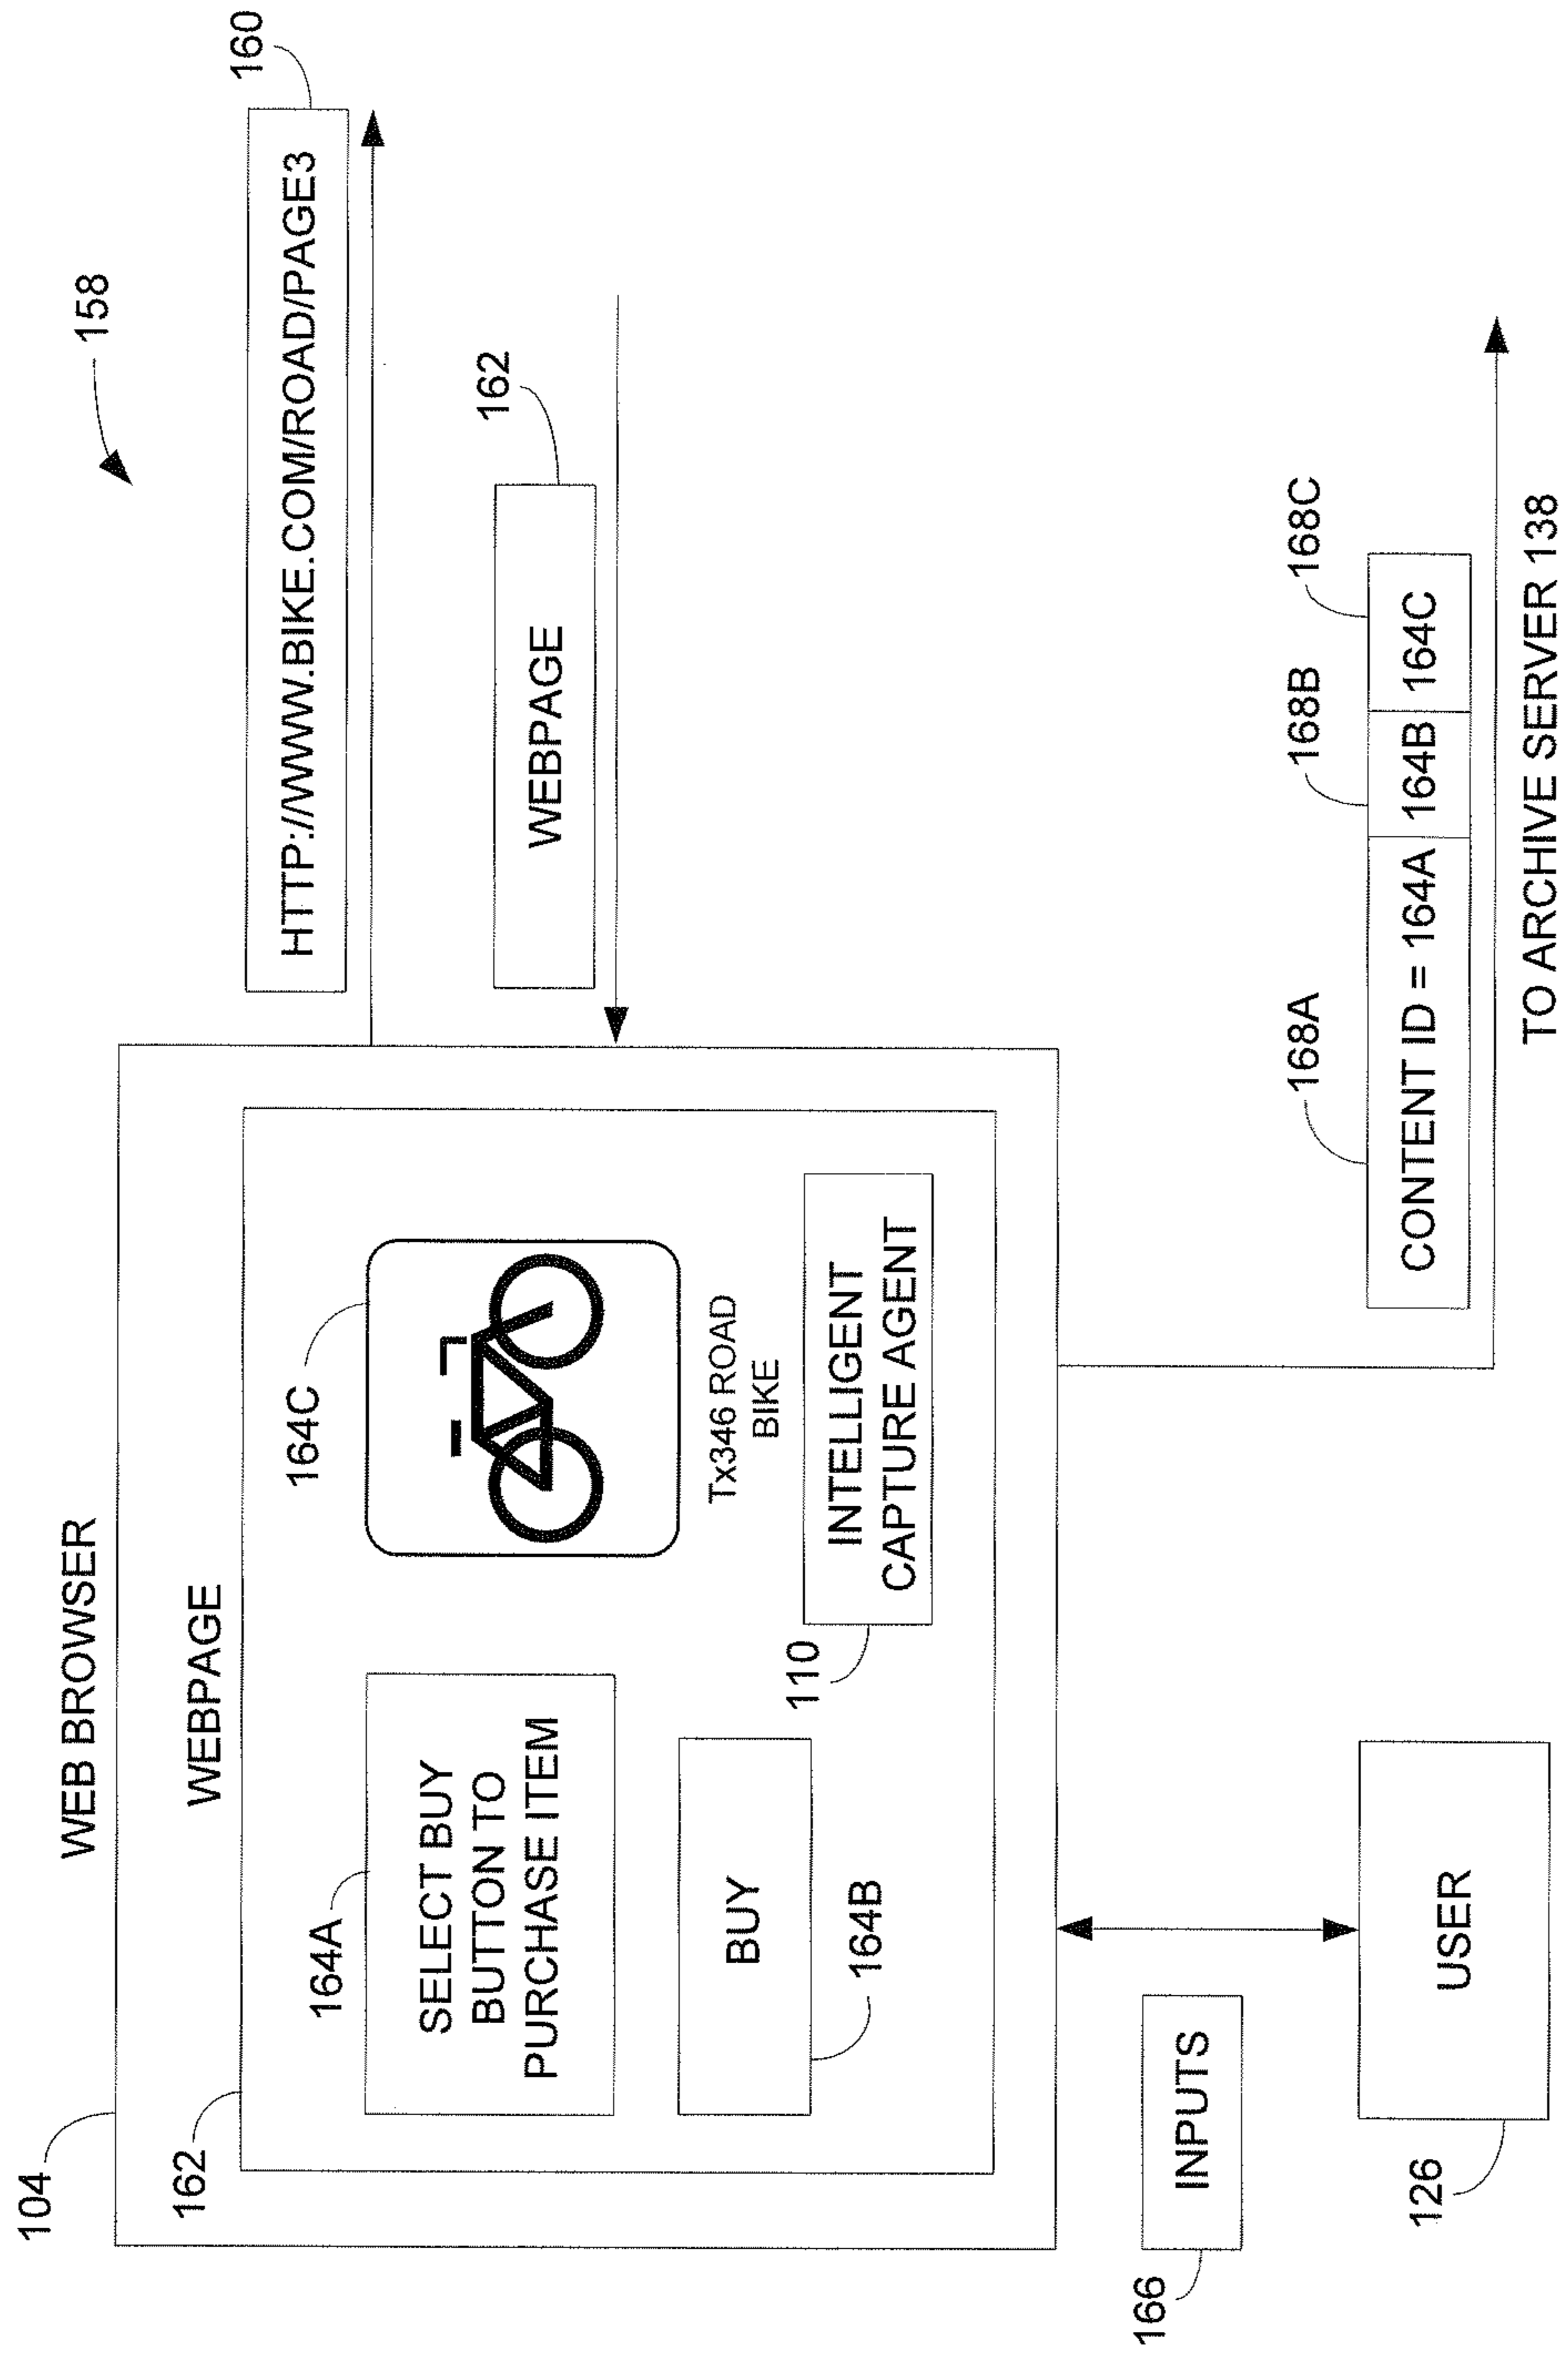 158
WEB BROWSER
104
WEBPAGE
162
164A
SELECT BUY
BUTTON TO
PURCHASE ITEM
BUY
164B
164C
Tx346 ROAD
BIKE
INTELLIGENT
CAPTURE AGENT
110
160
HTTP://WWW.BIKE.COM/ROAD/PAGE3
162
WEBPAGE
166
INPUTS
USER
126
168A
168B
168C
CONTENT ID = 164A
164B
164C
TO ARCHIVE SERVER 138